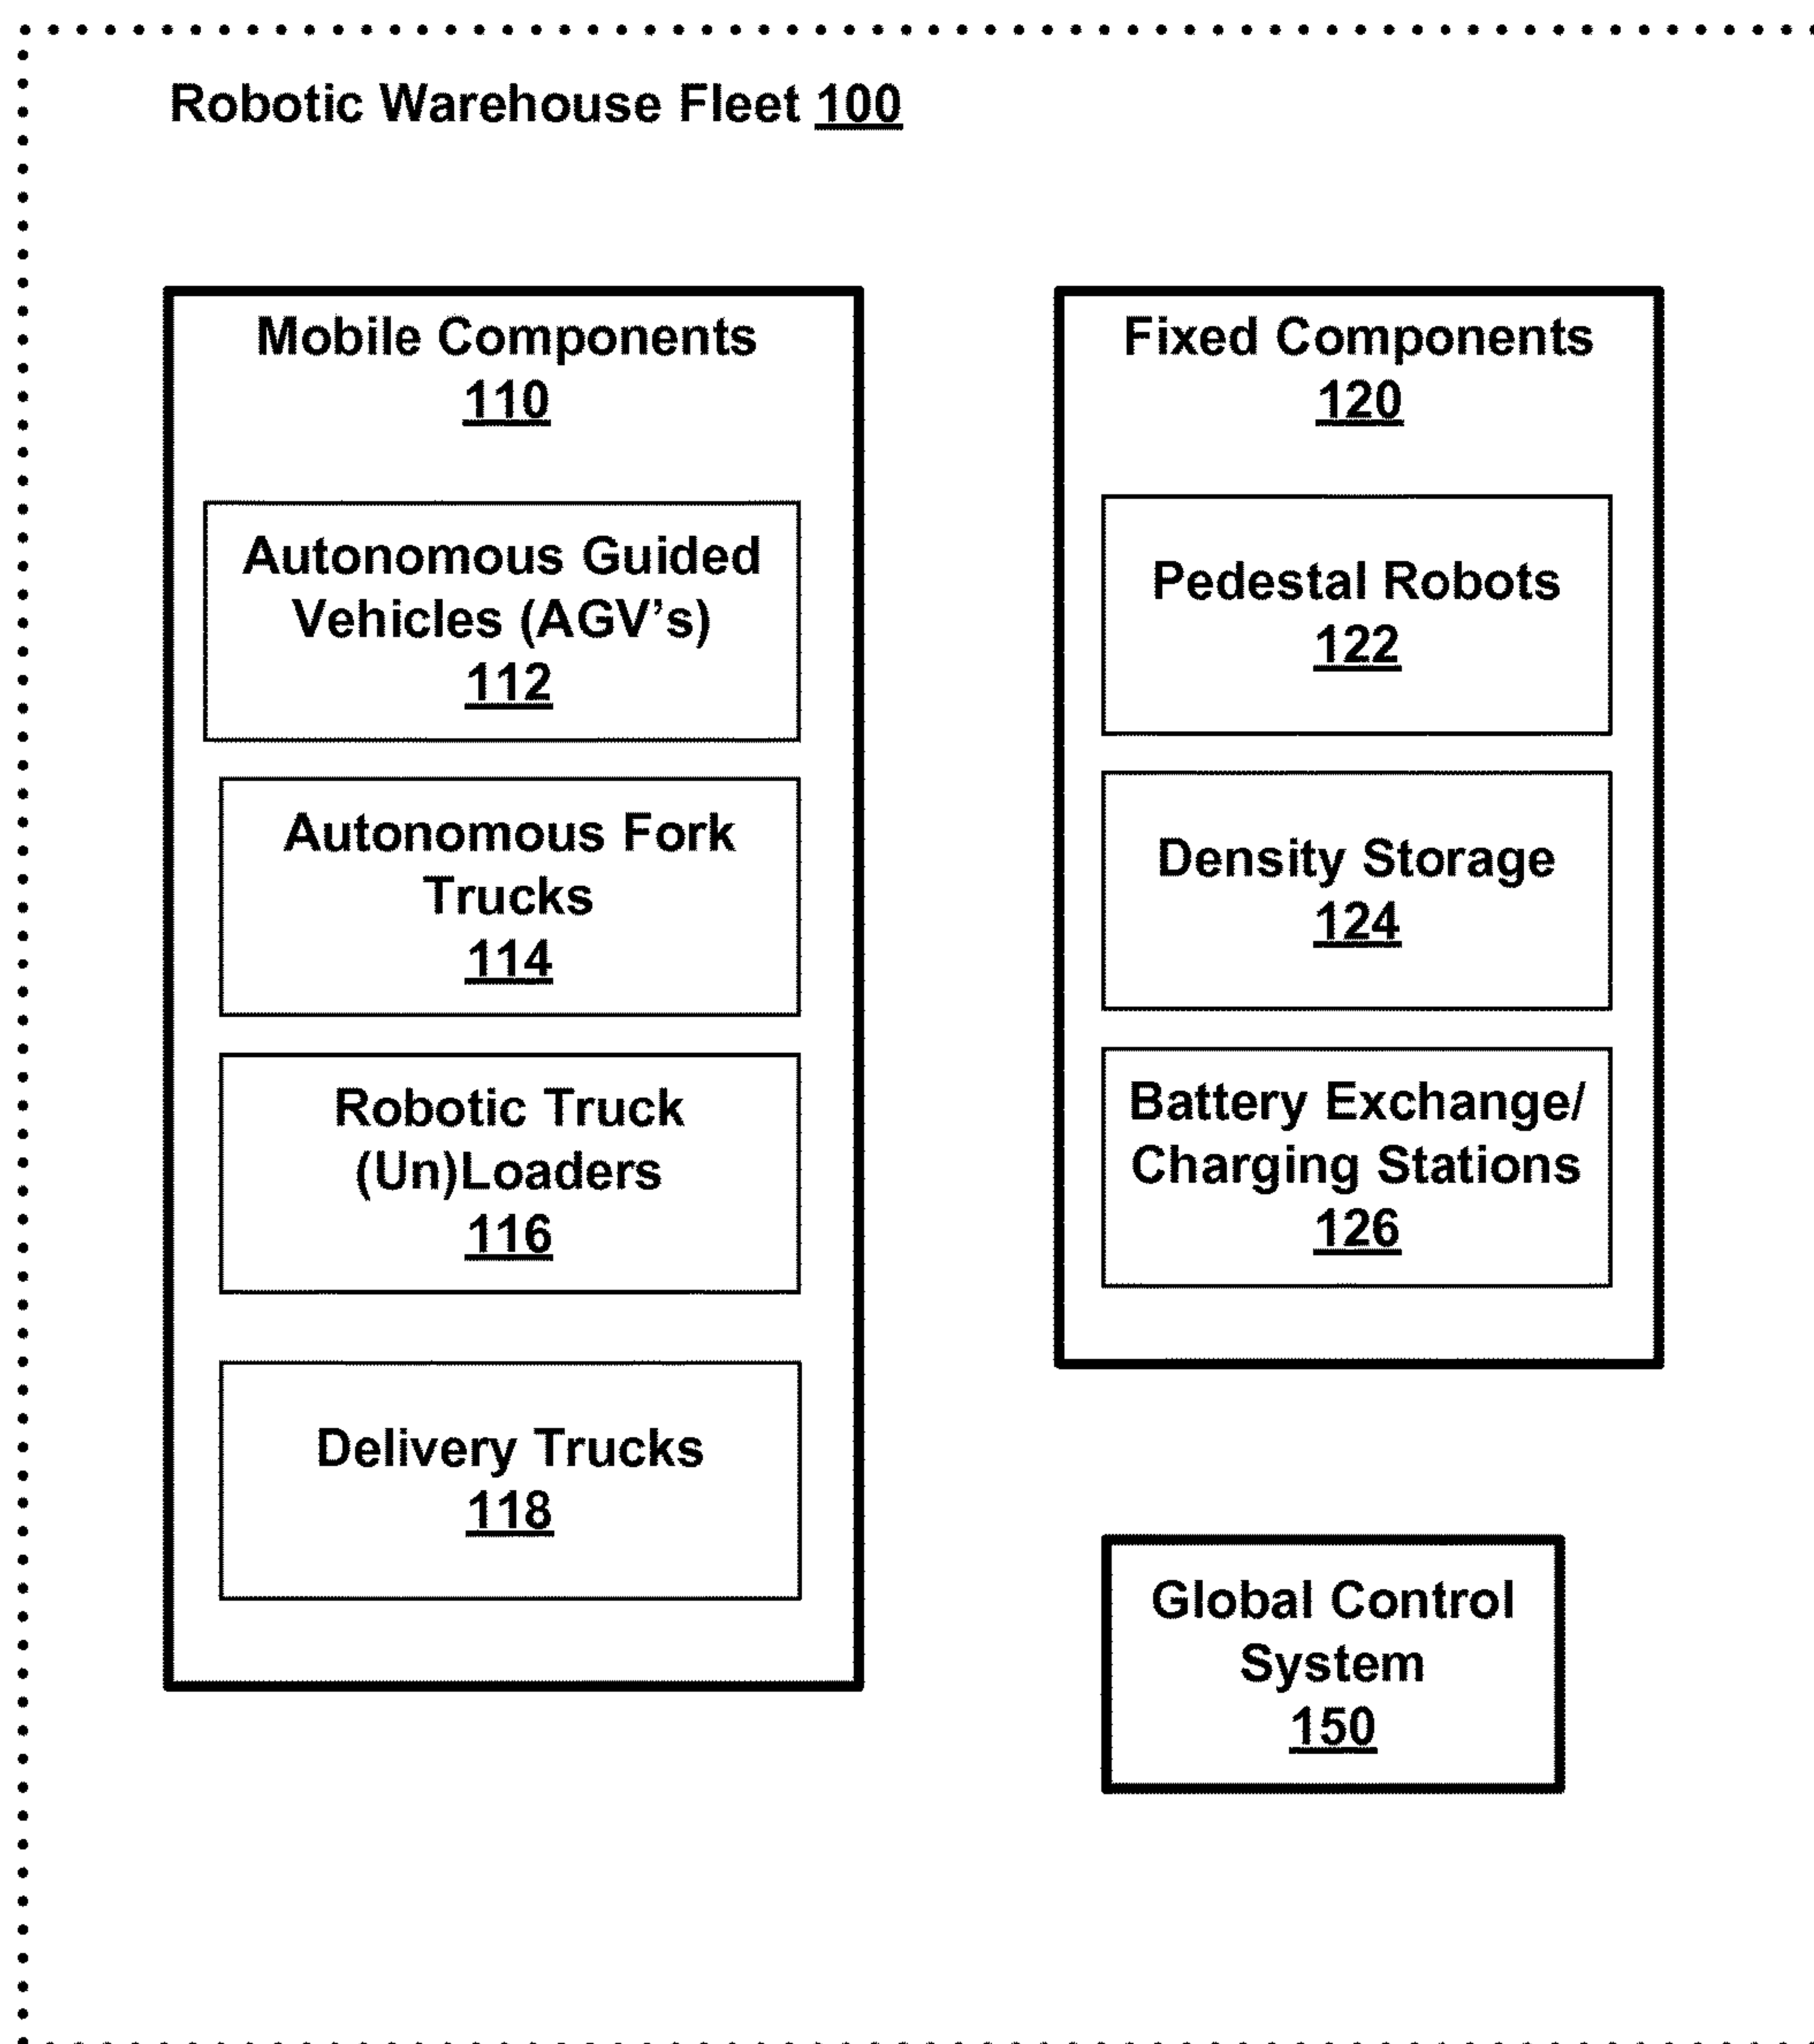 Robotic Warehouse Fleet 100
Mobile Components
110
Autonomous Guided
Vehicles (AGV's)
112
Autonomous Fork
Trucks
114
Robotic Truck
(Un)Loaders
116
Delivery Trucks
118
Fixed Components
120
Pedestal Robots
122
Density Storage
124
Battery Exchange/
Charging Stations
126
Global Control
System
150